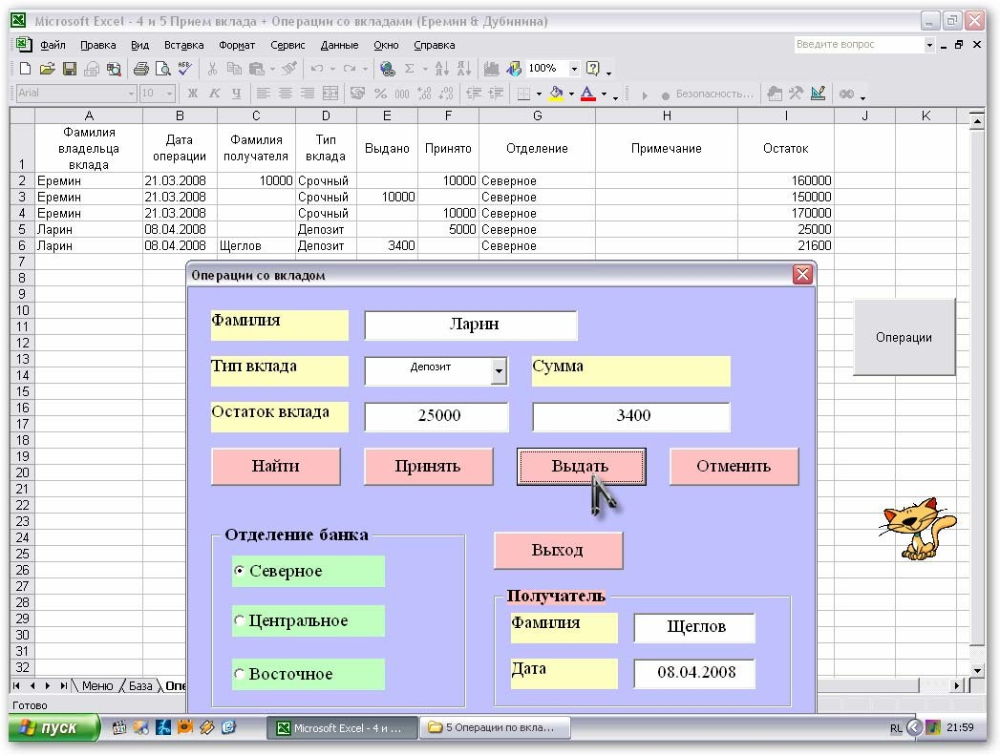 Microsoft Excel - 4 и 5 Прием вклада + Операции со вкладами (Еремин & Дубинина)
Файл Правка Вид Вставка Формат Сервис Данные Окно Справка Введите вопрос
100%
Arial 10 Ж К Ч % 000 Безопасность...
A B C D E F G H I J K
1 Фамилия владельца вклада Дата операции Фамилия получателя Тип вклада Выдано Принято Отделение Примечание Остаток
2 Еремин 21.03.2008 10000 Срочный 10000 Северное 160000
3 Еремин 21.03.2008 Срочный 10000 Северное 150000
4 Еремин 21.03.2008 Срочный 10000 Северное 170000
5 Ларин 08.04.2008 Депозит 5000 Северное 25000
6 Ларин 08.04.2008 Щеглов Депозит 3400 Северное 21600
7
8
9
10
11
12
13
14
15
16
17
18
19
20
21
22
23
24
25
26
27
28
29
30
31
32
Операции со вкладом
Фамилия Ларин
Тип вклада Депозит Сумма
Остаток вклада 25000 3400
Найти Принять Выдать Отменить
Отделение банка
Северное
Центральное
Восточное
Выход
Получатель
Фамилия Щеглов
Дата 08.04.2008
Операции
Меню База Опе
Готово
пуск Microsoft Excel - 4 и ... 5 Операции по вкла... RL 21:59